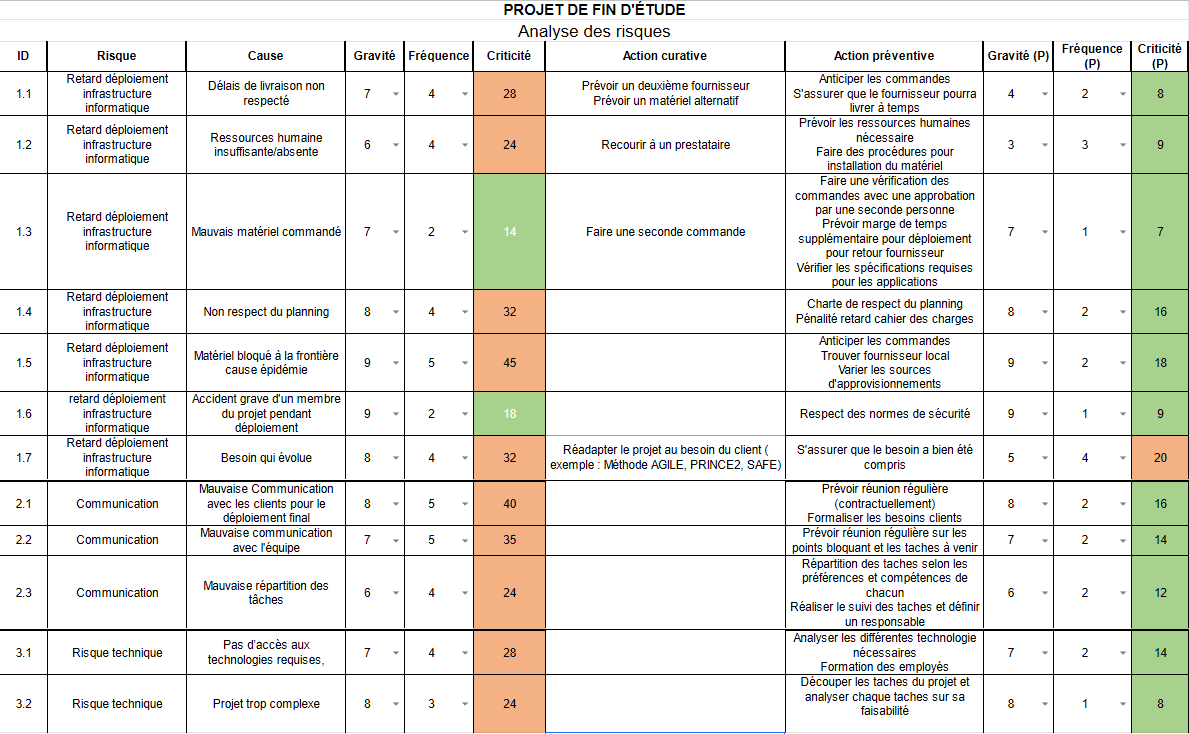 PROJET DE FIN D'ÉTUDE
Analyse des risques
ID Risque Cause Gravité Fréquence Criticité Action curative Action préventive Gravité (P) Fréquence (P) Criticité (P)
1.1 Retard déploiement infrastructure informatique Délais de livraison non respecté 7 4 28 Prévoir un deuxième fournisseur Prévoir un matériel alternatif Anticiper les commandes S'assurer que le fournisseur pourra livrer à temps 4 2 8
1.2 Retard déploiement infrastructure informatique Ressources humaine insuffisante/absente 6 4 24 Recourir à un prestataire Prévoir les ressources humaines nécessaire Faire des procédures pour installation du matériel 3 3 9
1.3 Retard déploiement infrastructure informatique Mauvais matériel commandé 7 2 14 Faire une seconde commande Faire une vérification des commandes avec une approbation par une seconde personne Prévoir marge de temps supplémentaire pour déploiement pour retour fournisseur Vérifier les spécifications requises pour les applications 7 1 7
1.4 Retard déploiement infrastructure informatique Non respect du planning 8 4 32 Charte de respect du planning Pénalité retard cahier des charges 8 2 16
1.5 Retard déploiement infrastructure informatique Matériel bloqué à la frontière cause épidémie 9 5 45 Anticiper les commandes Trouver fournisseur local Varier les sources d'approvisionnements 9 2 18
1.6 retard déploiement infrastructure informatique Accident grave d'un membre du projet pendant déploiement 9 2 18 Respect des normes de sécurité 9 1 9
1.7 Retard déploiement infrastructure informatique Besoin qui évolue 8 4 32 Réadapter le projet au besoin du client ( exemple : Méthode AGILE, PRINCE2, SAFE) S'assurer que le besoin a bien été compris 5 4 20
2.1 Communication Mauvaise Communication avec les clients pour le déploiement final 8 5 40 Prévoir réunion régulière (contractuellement) Formaliser les besoins clients 8 2 16
2.2 Communication Mauvaise communication avec l'équipe 7 5 35 Prévoir réunion régulière sur les points bloquant et les taches à venir 7 2 14
2.3 Communication Mauvaise répartition des tâches 6 4 24 Répartition des taches selon les préférences et compétences de chacun Réaliser le suivi des taches et définir un responsable 6 2 12
3.1 Risque technique Pas d'accès aux technologies requises, 7 4 28 Analyser les différentes technologie nécessaires Formation des employés 7 2 14
3.2 Risque technique Projet trop complexe 8 3 24 Découper les taches du projet et analyser chaque taches sur sa faisabilité 8 1 8